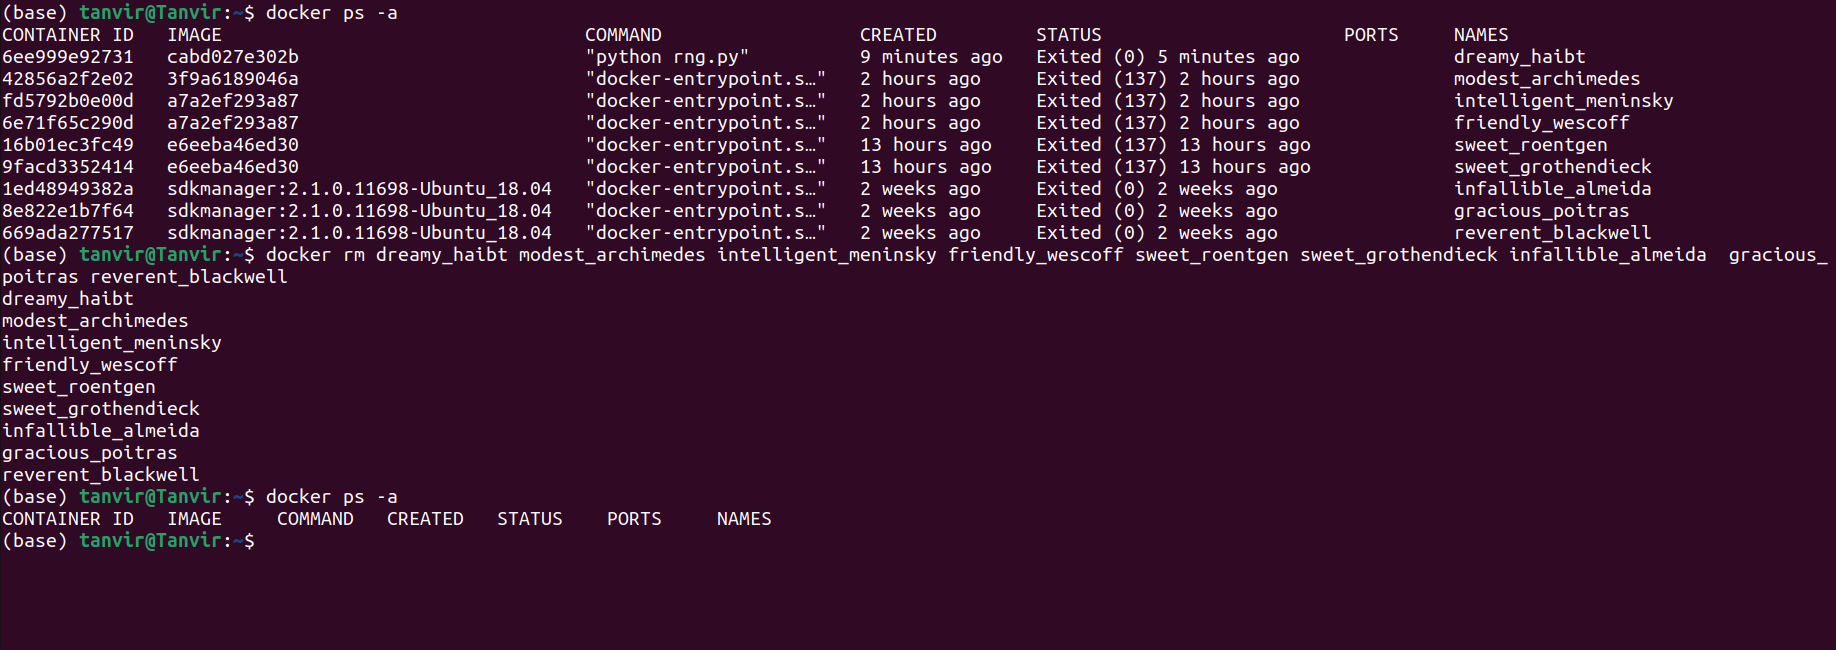 (base) tanvir@Tanvir:~$ docker ps -a
CONTAINER ID   IMAGE                               COMMAND                  CREATED         STATUS                      PORTS     NAMES
6ee999e92731   cabd027e302b                        "python rng.py"          9 minutes ago   Exited (0) 5 minutes ago              dreamy_haibt
42856a2f2e02   3f9a6189046a                        "docker-entrypoint.s…"   2 hours ago     Exited (137) 2 hours ago              modest_archimedes
fd5792b0e00d   a7a2ef293a87                        "docker-entrypoint.s…"   2 hours ago     Exited (137) 2 hours ago              intelligent_meninsky
6e71f65c290d   a7a2ef293a87                        "docker-entrypoint.s…"   2 hours ago     Exited (137) 2 hours ago              friendly_wescoff
16b01ec3fc49   e6eeba46ed30                        "docker-entrypoint.s…"   13 hours ago    Exited (137) 13 hours ago             sweet_roentgen
9facd3352414   e6eeba46ed30                        "docker-entrypoint.s…"   13 hours ago    Exited (137) 13 hours ago             sweet_grothendieck
1ed48949382a   sdkmanager:2.1.0.11698-Ubuntu_18.04   "docker-entrypoint.s…"   2 weeks ago     Exited (0) 2 weeks ago                infallible_almeida
8e822e1b7f64   sdkmanager:2.1.0.11698-Ubuntu_18.04   "docker-entrypoint.s…"   2 weeks ago     Exited (0) 2 weeks ago                gracious_poitras
669ada277517   sdkmanager:2.1.0.11698-Ubuntu_18.04   "docker-entrypoint.s…"   2 weeks ago     Exited (0) 2 weeks ago                reverent_blackwell
(base) tanvir@Tanvir:~$ docker rm dreamy_haibt modest_archimedes intelligent_meninsky friendly_wescoff sweet_roentgen sweet_grothendieck infallible_almeida  gracious_
poitras reverent_blackwell
dreamy_haibt
modest_archimedes
intelligent_meninsky
friendly_wescoff
sweet_roentgen
sweet_grothendieck
infallible_almeida
gracious_poitras
reverent_blackwell
(base) tanvir@Tanvir:~$ docker ps -a
CONTAINER ID   IMAGE     COMMAND   CREATED   STATUS    PORTS     NAMES
(base) tanvir@Tanvir:~$